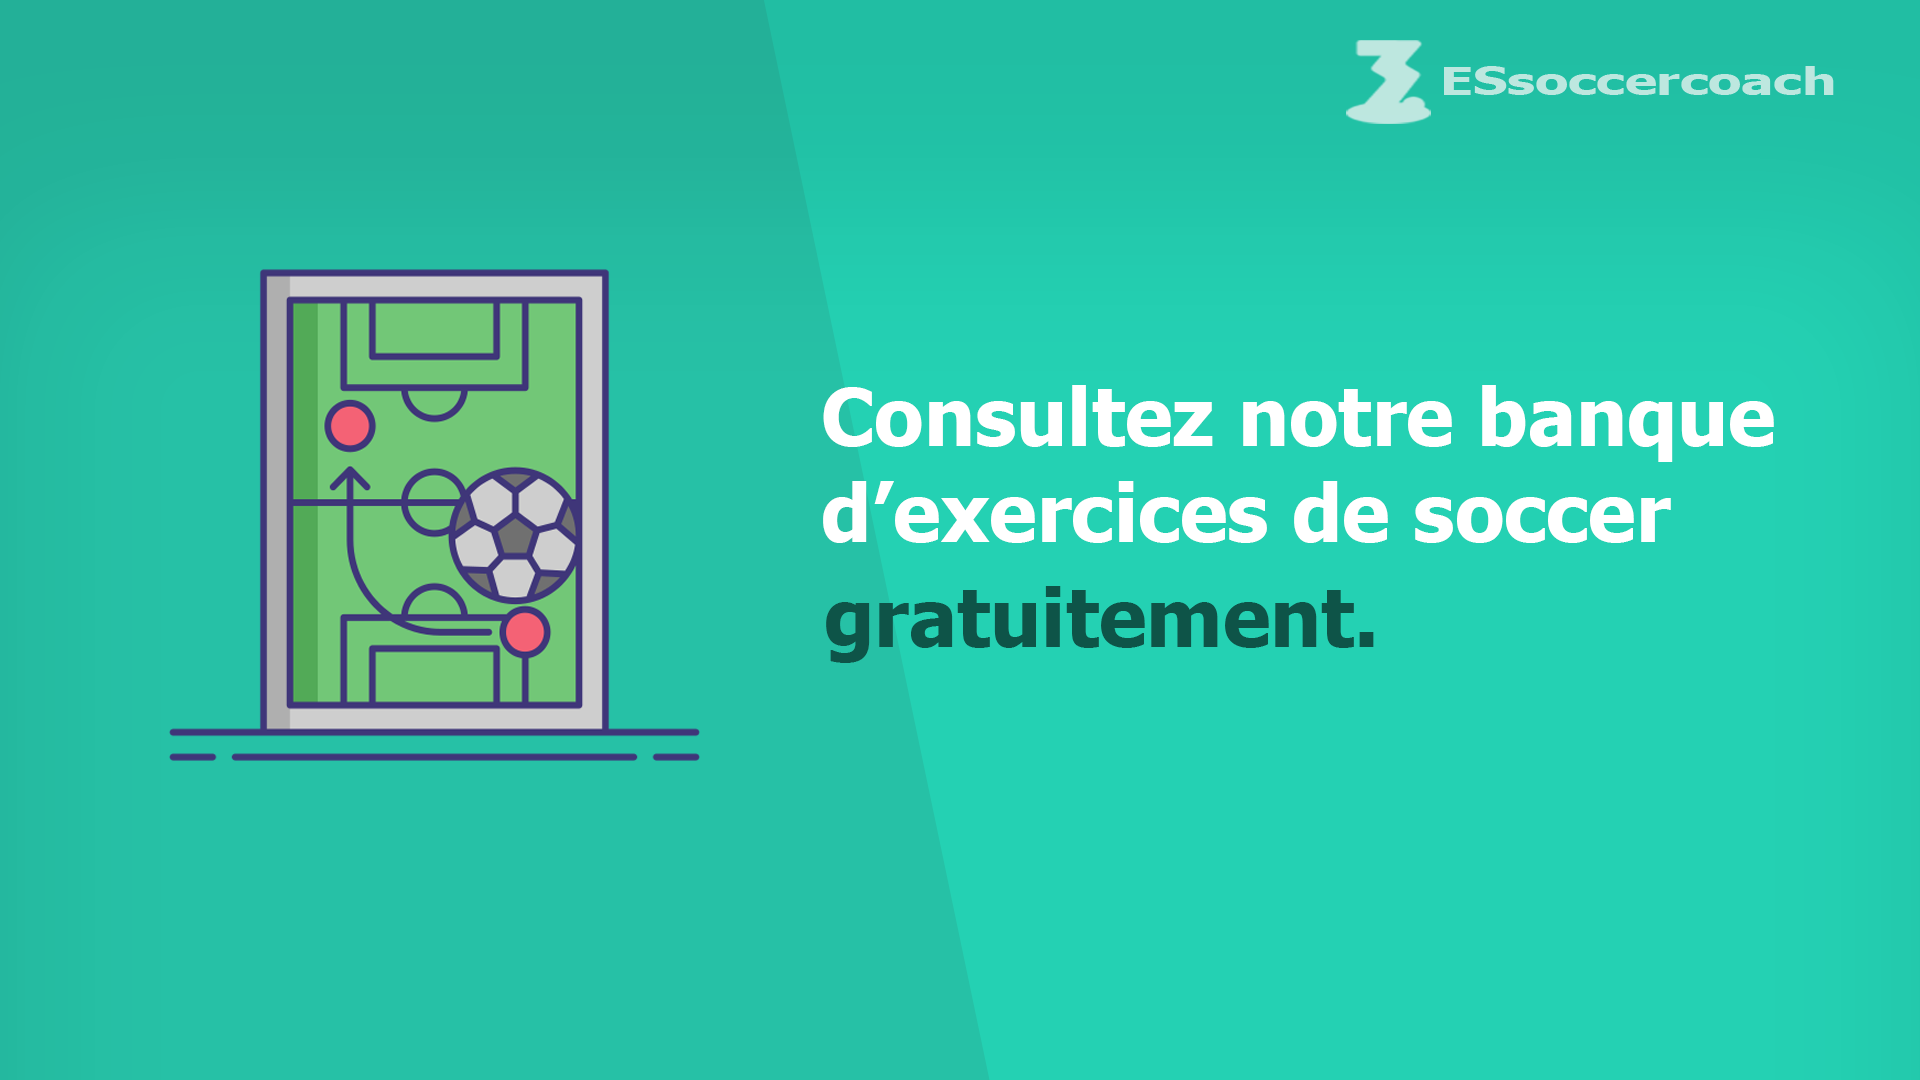 ESsoccercoach
Consultez notre banque
d’exercices de soccer
gratuitement.